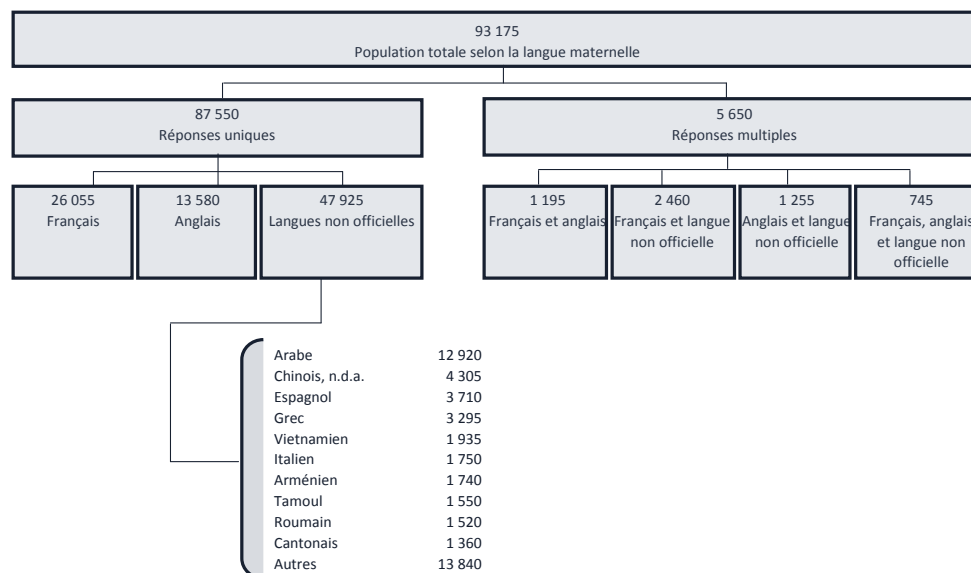 93 175
Population totale selon la langue maternelle
87 550
Réponses uniques
5 650
Réponses multiples
26 055
Français
13 580
Anglais
47 925
Langues non officielles
1 195
Français et anglais
2 460
Français et langue
non officielle
1 255
Anglais et langue
non officielle
745
Français, anglais
et langue non
officielle
Arabe 12 920
Chinois, n.d.a. 4 305
Espagnol 3 710
Grec 3 295
Vietnamien 1 935
Italien 1 750
Arménien 1 740
Tamoul 1 550
Roumain 1 520
Cantonais 1 360
Autres 13 840